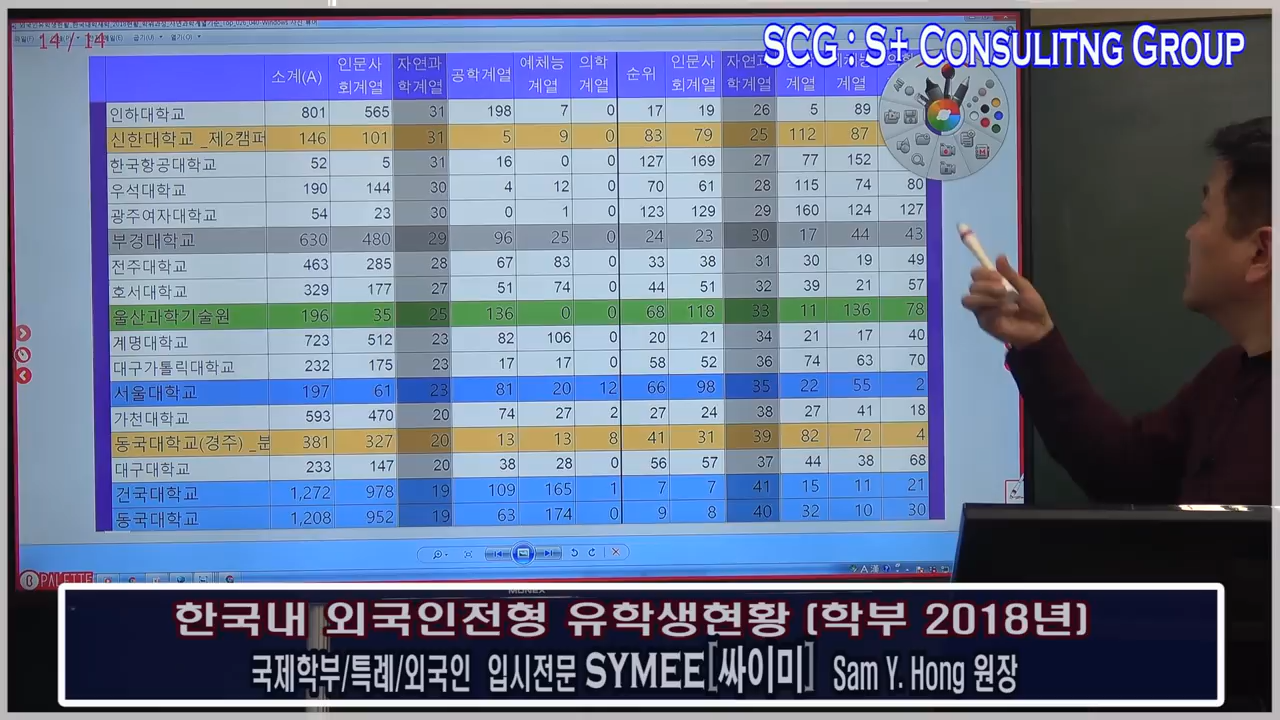 14 / 14
SCG : S+ CONSULITNG GROUP
소계(A) 인문사회계열 자연과학계열 공학계열 예체능계열 의학계열 순위 인문사회계열 자연과학계열
인하대학교 801 565 31 198 7 0 17 19 26 5 89
신한대학교 _제2캠퍼 146 101 31 5 9 0 83 79 25 112 87
한국항공대학교 52 5 31 16 0 0 127 169 27 77 152
우석대학교 190 144 30 4 12 0 70 61 28 115 74 80
광주여자대학교 54 23 30 0 1 0 123 129 29 160 124 127
부경대학교 630 480 29 96 25 0 24 23 30 17 44 43
전주대학교 463 285 28 67 83 0 33 38 31 30 19 49
호서대학교 329 177 27 51 74 0 44 51 32 39 21 57
울산과학기술원 196 35 25 136 0 0 68 118 33 11 136 78
계명대학교 723 512 23 82 106 0 20 21 34 21 17 40
대구가톨릭대학교 232 175 23 17 17 0 58 52 36 74 63 70
서울대학교 197 61 23 81 20 12 66 98 35 22 55 2
가천대학교 593 470 20 74 27 2 27 24 38 27 41 18
동국대학교(경주) _분 381 327 20 13 13 8 41 31 39 82 72 4
대구대학교 233 147 20 38 28 0 56 57 37 44 38 68
건국대학교 1,272 978 19 109 165 1 7 7 41 15 11 21
동국대학교 1,208 952 19 63 174 0 9 8 40 32 10 30
PALETTE
한국내 외국인전형 유학생현황 (학부 2018년)
국제학부/특례/외국인 입시전문 SYMEE[싸이미] Sam Y. Hong 원장